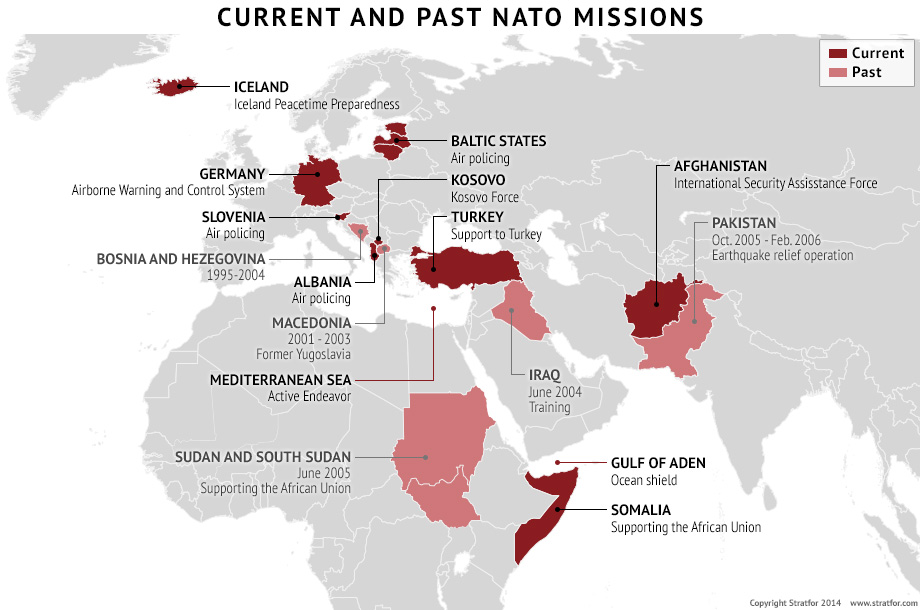 CURRENT AND PAST NATO MISSIONS
Current
Past
ICELAND
Iceland Peacetime Preparedness
BALTIC STATES
Air policing
GERMANY
Airborne Warning and Control System
KOSOVO
Kosovo Force
AFGHANISTAN
International Security Assisstance Force
SLOVENIA
Air policing
TURKEY
Support to Turkey
PAKISTAN
Oct. 2005 - Feb. 2006
Earthquake relief operation
BOSNIA AND HEZEGOVINA
1995-2004
ALBANIA
Air policing
MACEDONIA
2001 - 2003
Former Yugoslavia
MEDITERRANEAN SEA
Active Endeavor
IRAQ
June 2004
Training
SUDAN AND SOUTH SUDAN
June 2005
Supporting the African Union
GULF OF ADEN
Ocean shield
SOMALIA
Supporting the African Union
Copyright Stratfor 2014 www.stratfor.com